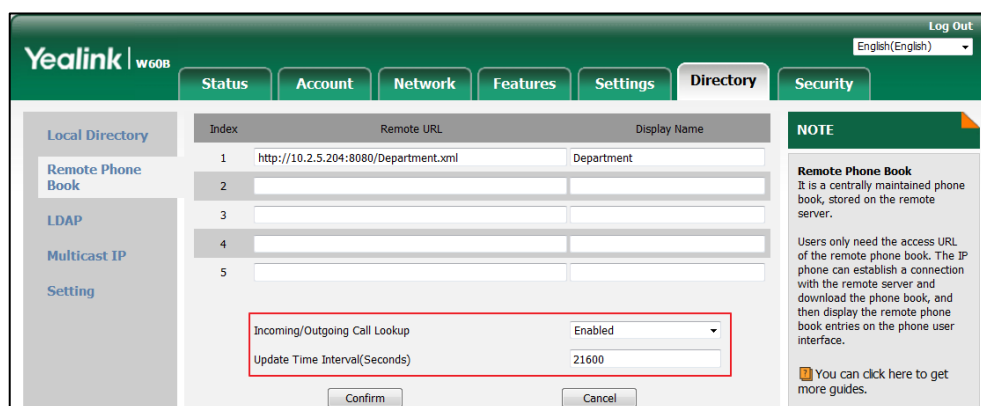 Log Out
English(English)
Yealink | W60B
Status Account Network Features Settings Directory Security
Local Directory
Remote Phone
Book
LDAP
Multicast IP
Setting
Index Remote URL Display Name
1 http://10.2.5.204:8080/Department.xml Department
2
3
4
5
Incoming/Outgoing Call Lookup Enabled
Update Time Interval(Seconds) 21600
Confirm Cancel
NOTE
Remote Phone Book
It is a centrally maintained phone
book, stored on the remote
server.
Users only need the access URL
of the remote phone book. The IP
phone can establish a connection
with the remote server and
download the phone book, and
then display the remote phone
book entries on the phone user
interface.
You can click here to get
more guides.